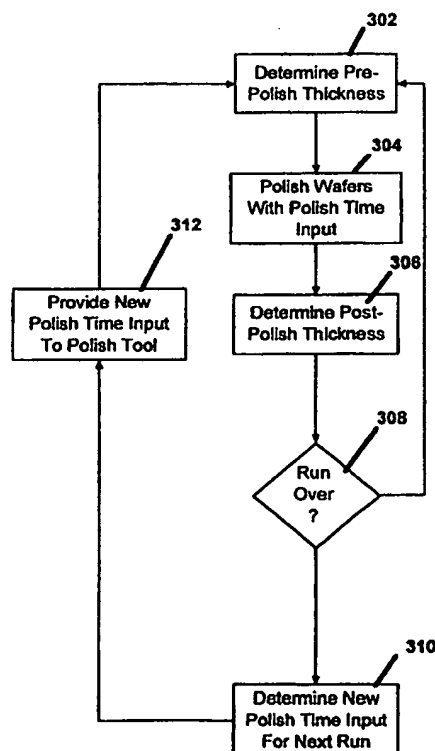 302
Determine Pre-
Polish Thickness
304
Polish Wafers
With Polish Time
Input
312
Provide New
Polish Time Input
To Polish Tool
306
Determine Post-
Polish Thickness
308
Run
Over
?
310
Determine New
Polish Time Input
For Next Run